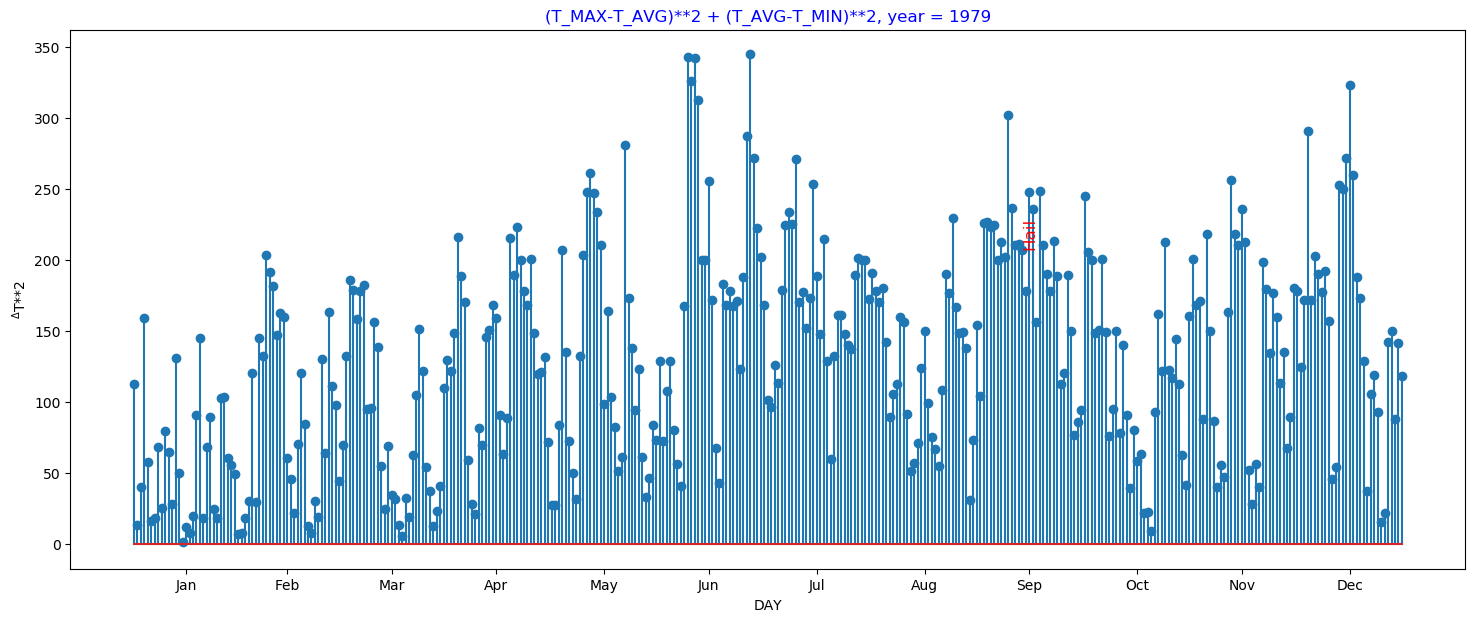 (T_MAX-T_AVG)**2 + (T_AVG-T_MIN)**2, year = 1979
350
300
250
200
150
100
50
0
ΔT**2
Tail
Jan Feb Mar Apr May Jun Jul Aug Sep Oct Nov Dec
DAY